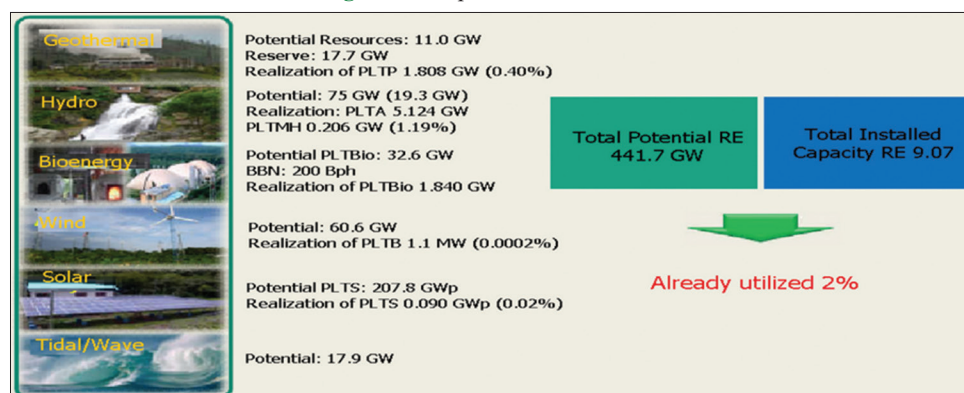 Geothermal
Potential Resources: 11.0 GW
Reserve: 17.7 GW
Realization of PLTP 1.808 GW (0.40%)
Hydro
Potential: 75 GW (19.3 GW)
Realization: PLTA 5.124 GW
PLTMH 0.206 GW (1.19%)
Bioenergy
Potential PLTBio: 32.6 GW
BBN: 200 Bph
Realization of PLTBio 1.840 GW
Wind
Potential: 60.6 GW
Realization of PLTB 1.1 MW (0.0002%)
Solar
Potential PLTS: 207.8 GWp
Realization of PLTS 0.090 GWp (0.02%)
Tidal/Wave
Potential: 17.9 GW
Total Potential RE
441.7 GW
Total Installed
Capacity RE 9.07
Already utilized 2%